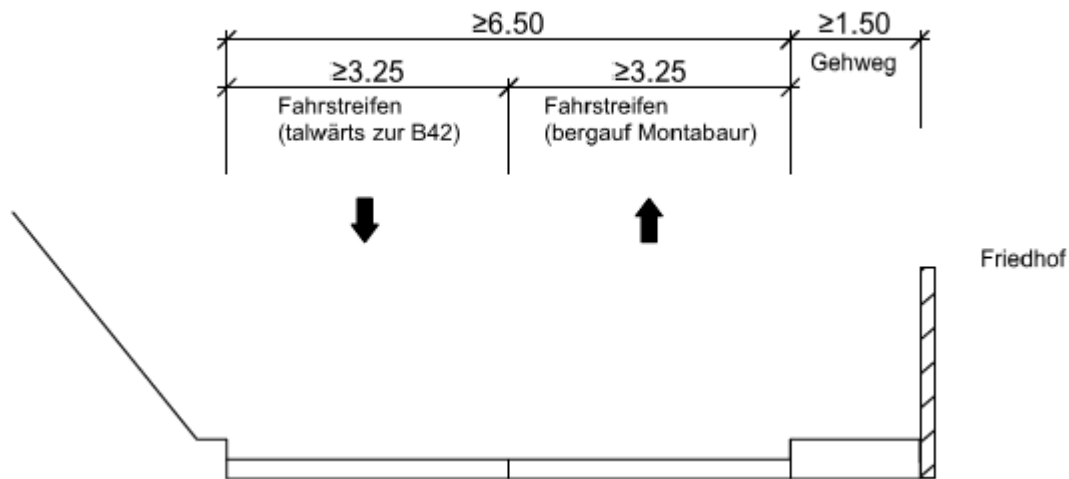 ≥6.50
≥1.50
Gehweg
≥3.25
≥3.25
Fahrstreifen
(talwärts zur B42)
Fahrstreifen
(bergauf Montabaur)
Friedhof